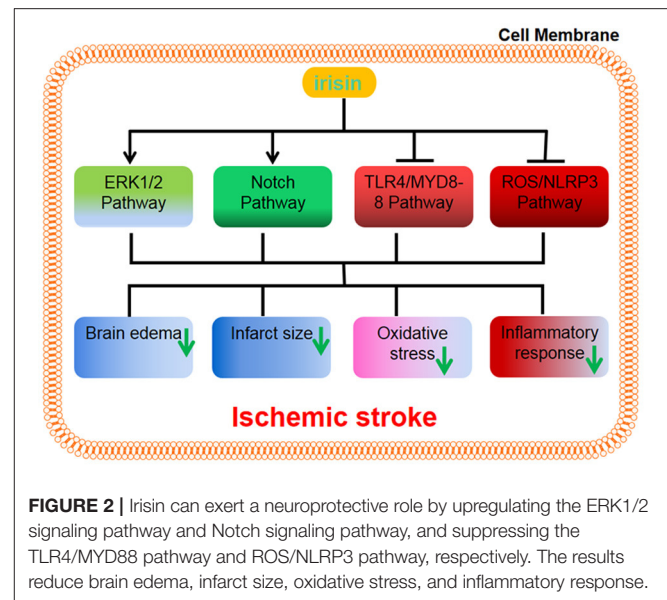 Cell Membrane
irisin
ERK1/2
Pathway
Notch
Pathway
TLR4/MYD8-
8 Pathway
ROS/NLRP3
Pathway
Brain edema
Infarct size
Oxidative
stress
Inflammatory
response
Ischemic stroke
FIGURE 2 | Irisin can exert a neuroprotective role by upregulating the ERK1/2
signaling pathway and Notch signaling pathway, and suppressing the
TLR4/MYD88 pathway and ROS/NLRP3 pathway, respectively. The results
reduce brain edema, infarct size, oxidative stress, and inflammatory response.